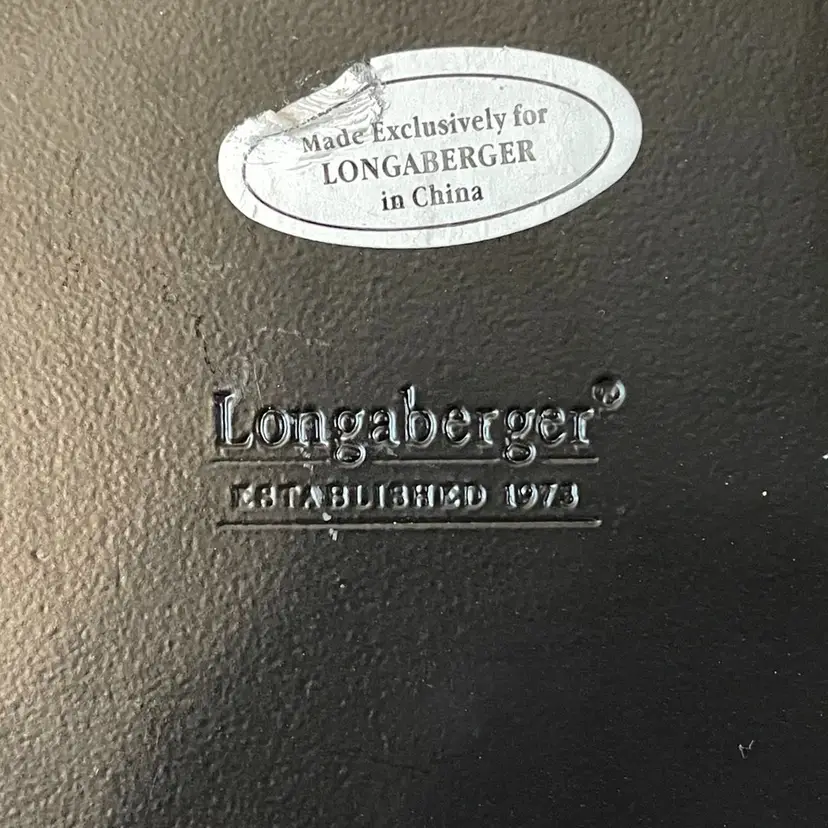 Made Exclusively for
LONGABERGER
in China
Longaberger®
ESTABLISHED 1973